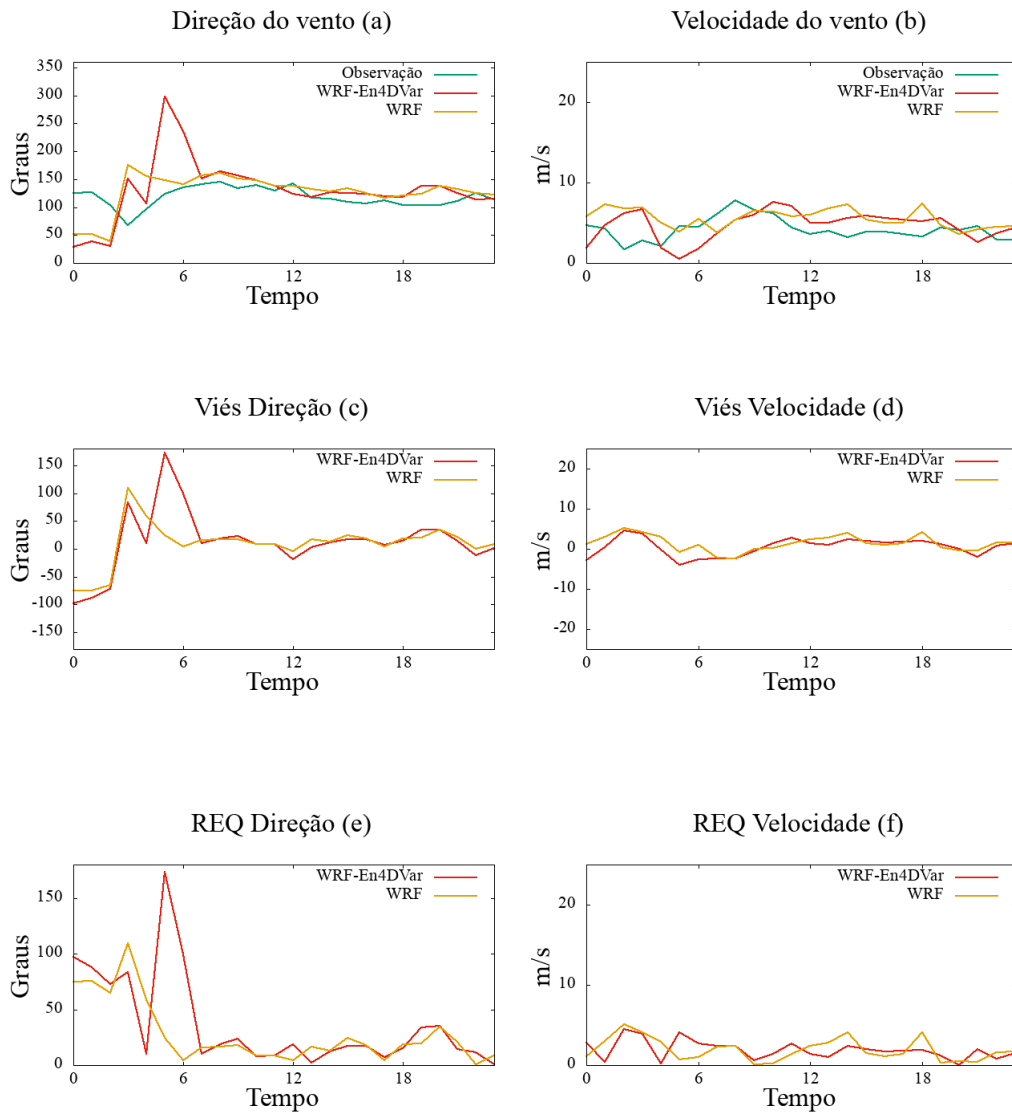 Direção do vento (a)
Graus
350
300
250
200
150
100
50
0
Observação
WRF-En4DVar
WRF
0
6
12
18
Tempo
Velocidade do vento (b)
m/s
20
10
0
Observação
WRF-En4DVar
WRF
0
6
12
18
Tempo
Viés Direção (c)
Graus
150
100
50
0
-50
-100
-150
WRF-En4DVar
WRF
0
6
12
18
Tempo
Viés Velocidade (d)
m/s
20
10
0
-10
-20
WRF-En4DVar
WRF
0
6
12
18
Tempo
REQ Direção (e)
Graus
150
100
50
0
WRF-En4DVar
WRF
0
6
12
18
Tempo
REQ Velocidade (f)
m/s
20
10
0
WRF-En4DVar
WRF
0
6
12
18
Tempo